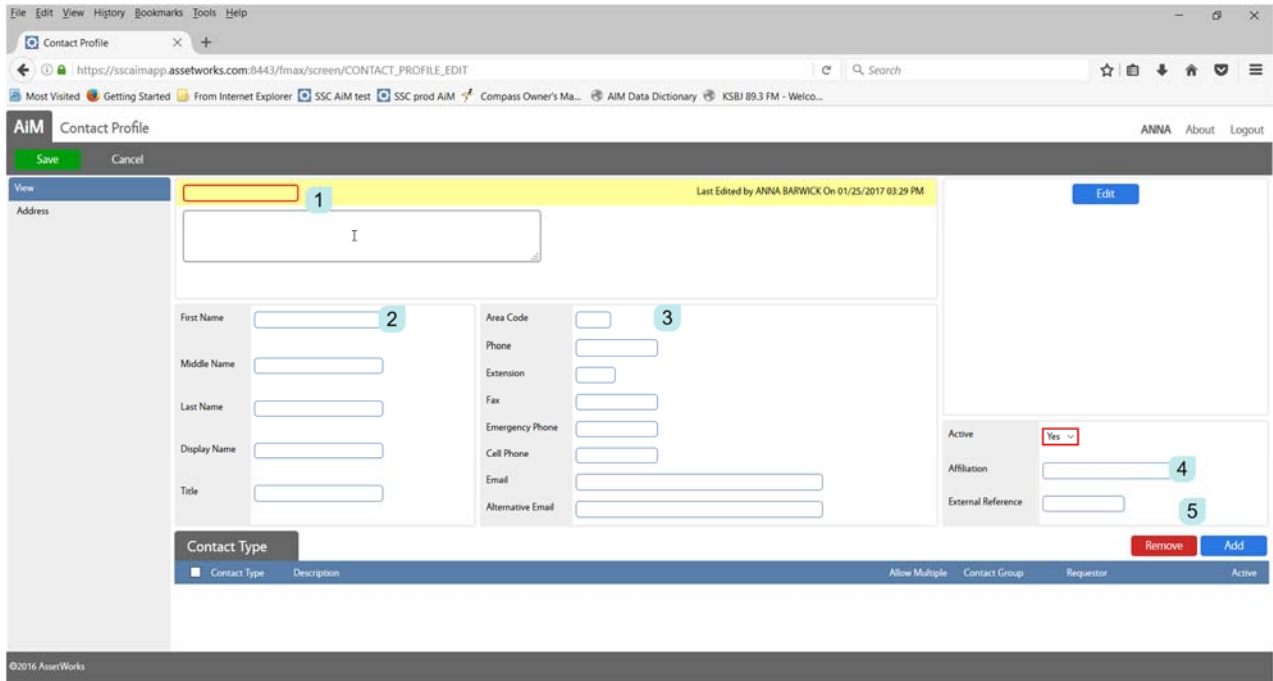 File Edit View History Bookmarks Tools Help
Contact Profile
https://sscaimapp.assetworks.com:8443/fmax/screen/CONTACT_PROFILE_EDIT
Search
Most Visited Getting Started From Internet Explorer SSC AiM test SSC prod AiM Compass Owner's Ma... AIM Data Dictionary KSBJ 89.3 FM - Welco...
AiM Contact Profile ANNA About Logout
Save Cancel
View
Address
1
Last Edited by ANNA BARWICK On 01/25/2017 03:29 PM
Edit
First Name
2
Middle Name
Last Name
Display Name
Title
Area Code
3
Phone
Extension
Fax
Emergency Phone
Cell Phone
Email
Alternative Email
Active Yes
Affiliation
4
External Reference
5
Contact Type
Remove Add
Contact Type Description Allow Multiple Contact Group Requestor Active
©2016 AssetWorks